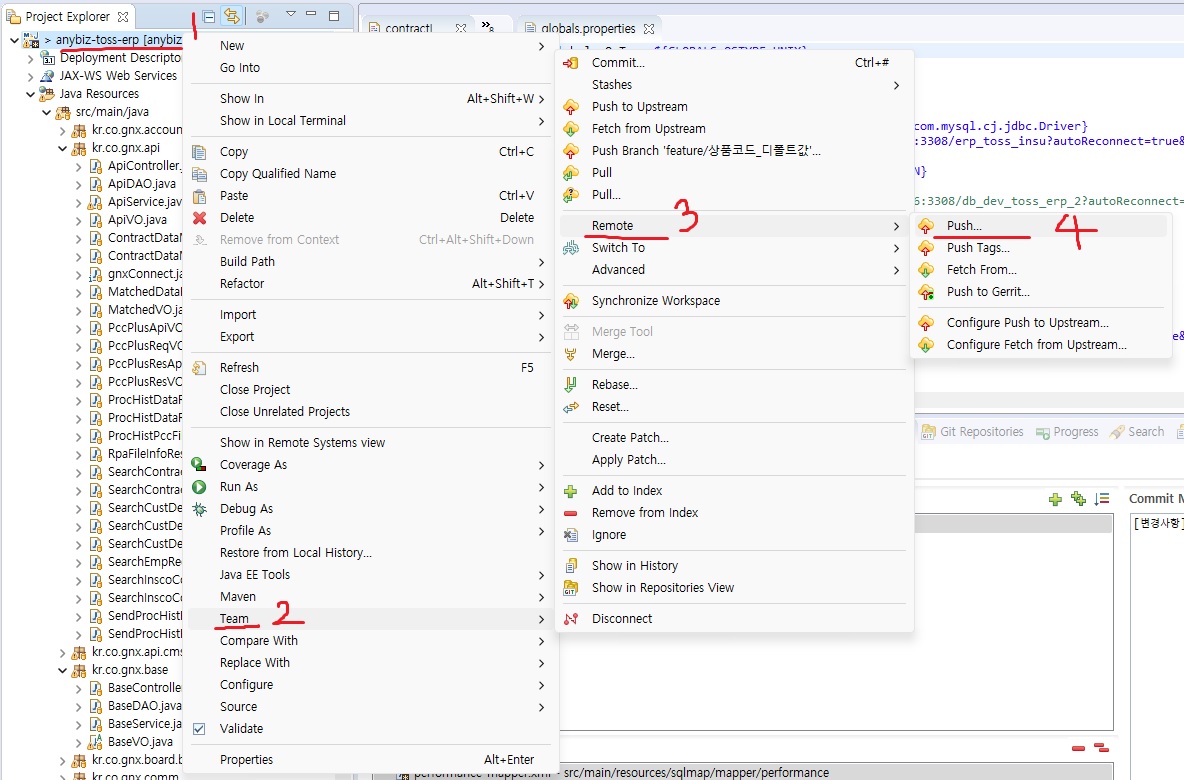 Project Explorer
contractl
8
globals.properties
1
> anybiz-toss-erp [anybiz
Deployment Descripto
JAX-WS Web Services
Java Resources
src/main/java
kr.co.gnx.accoun
kr.co.gnx.api
ApiController.
ApiDAO.java
ApiService.jav
ApiVO.java
ContractDataM
ContractDataM
gnxConnect.ja
MatchedDataI
MatchedVO.j
PccPlusApiVO
PccPlusReqVO
PccPlusResAp
PccPlusResVO
ProcHistDataF
ProcHistDataF
ProcHistPccFi
RpaFileInfoRes
SearchContrac
SearchContrac
SearchCustDe
SearchCustDe
SearchCustDe
SearchEmpRe
SearchInscoCo
SearchInscoCo
SendProcHistI
SendProcHistI
kr.co.gnx.api.cms
kr.co.gnx.base
BaseController
BaseDAO.java
BaseService.ja
BaseVO.java
kr.co.gnx.board.b
kr.co.gnx.comm
New
Go Into
Show In Alt+Shift+W
Show in Local Terminal
Copy Ctrl+C
Copy Qualified Name
Paste Ctrl+V
Delete Delete
Remove from Context Ctrl+Alt+Shift+Down
Build Path
Refactor Alt+Shift+T
Import
Export
Refresh F5
Close Project
Close Unrelated Projects
Show in Remote Systems view
Coverage As
Run As
Debug As
Profile As
Restore from Local History...
Java EE Tools
Maven
Team 2
Compare With
Replace With
Configure
Source
Validate
Properties Alt+Enter
Commit... Ctrl+#
Stashes
Push to Upstream
Fetch from Upstream
Push Branch 'feature/상품코드_디폴트값'...
Pull
Pull...
Remote 3
Switch To
Advanced
Synchronize Workspace
Merge Tool
Merge...
Rebase...
Reset...
Create Patch...
Apply Patch...
Add to Index
Remove from Index
Ignore
Show in History
Show in Repositories View
Disconnect
Push... 4
Push Tags...
Fetch From...
Push to Gerrit...
Configure Push to Upstream...
Configure Fetch from Upstream...
com.mysql.cj.jdbc.Driver}
:3308/erp_toss_insu?autoReconnect=true&
N}
6:3308/db_dev_toss_erp_2?autoReconnect=
Git Repositories
Progress
Search
Commit M
[변경사항]
performance-mapper.xml - src/main/resources/sqlmap/mapper/performance